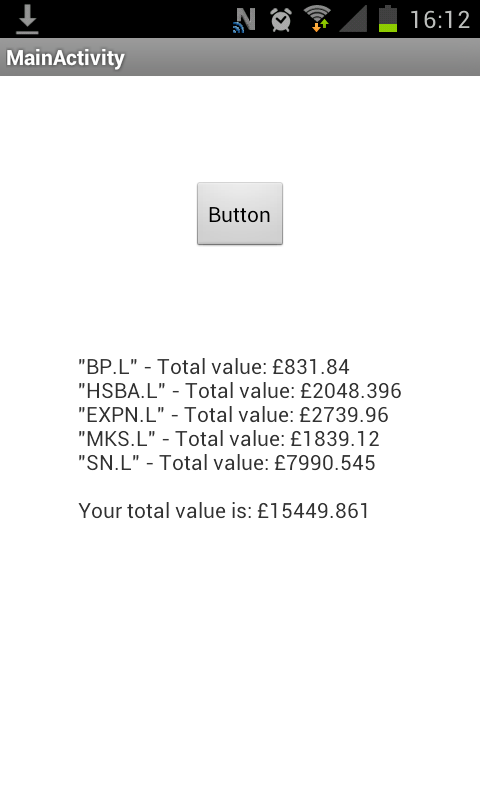 16:12
MainActivity
Button
"BP.L" - Total value: £831.84
"HSBA.L" - Total value: £2048.396
"EXPN.L" - Total value: £2739.96
"MKS.L" - Total value: £1839.12
"SN.L" - Total value: £7990.545
Your total value is: £15449.861